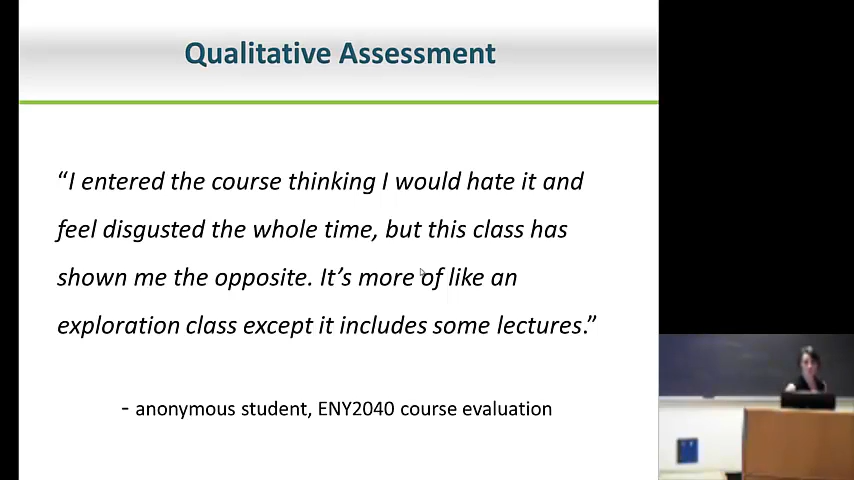 Qualitative Assessment
“I entered the course thinking I would hate it and
feel disgusted the whole time, but this class has
shown me the opposite. It’s more of like an
exploration class except it includes some lectures.”
- anonymous student, ENY2040 course evaluation